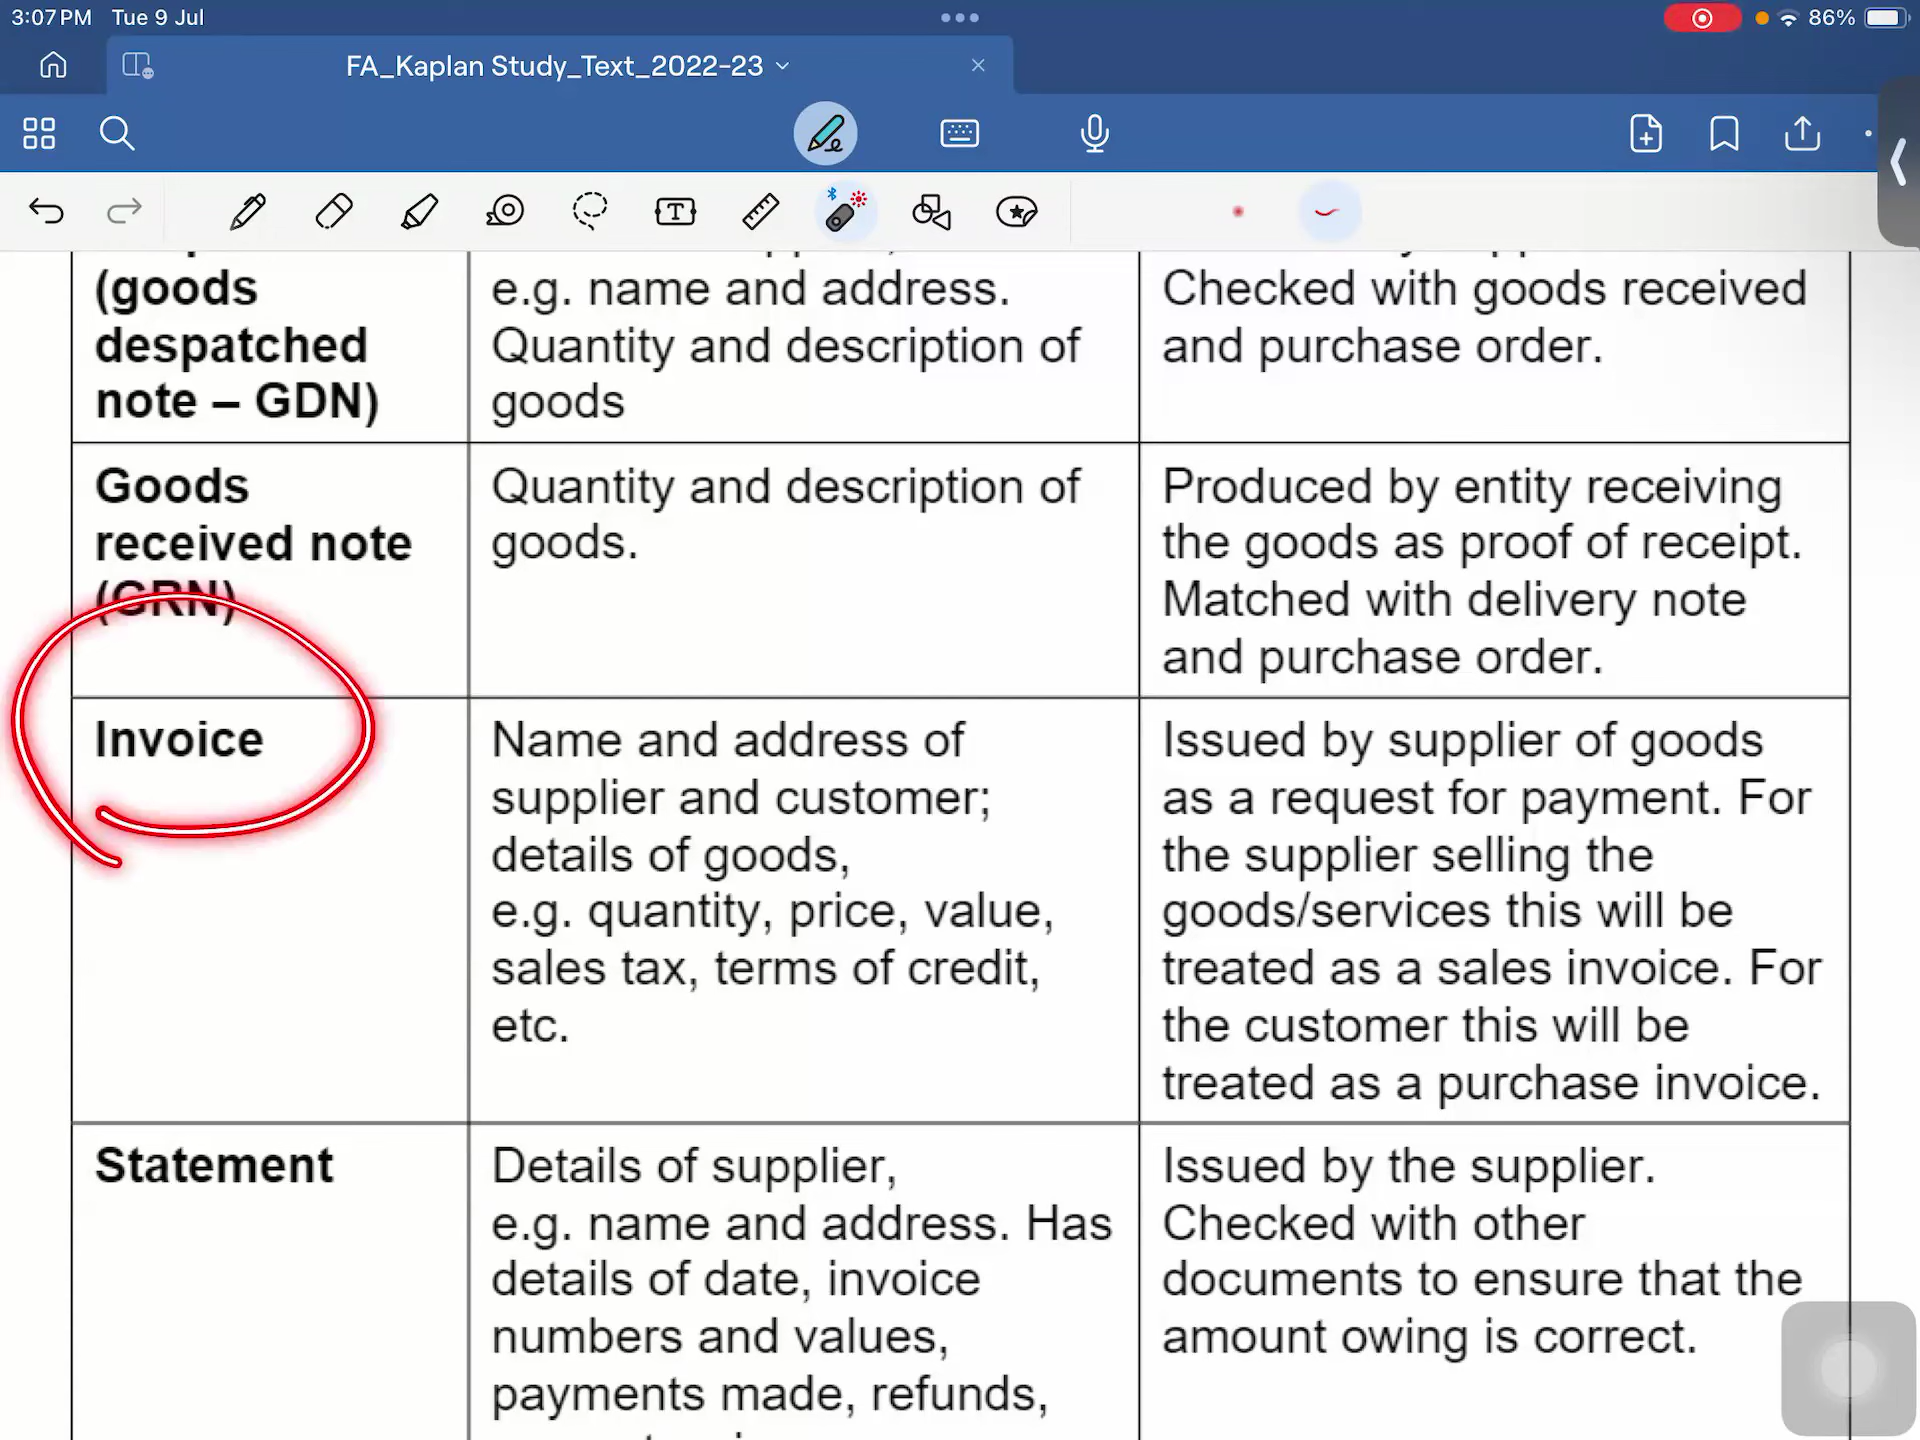 3:07 PM Tue 9 Jul
86%
FA_Kaplan Study_Text_2022-23
(goods
despatched
note – GDN)
e.g. name and address.
Quantity and description of
goods
Checked with goods received
and purchase order.
Goods
received note
(GRN)
Quantity and description of
goods.
Produced by entity receiving
the goods as proof of receipt.
Matched with delivery note
and purchase order.
Invoice
Name and address of
supplier and customer;
details of goods,
e.g. quantity, price, value,
sales tax, terms of credit,
etc.
Issued by supplier of goods
as a request for payment. For
the supplier selling the
goods/services this will be
treated as a sales invoice. For
the customer this will be
treated as a purchase invoice.
Statement
Details of supplier,
e.g. name and address. Has
details of date, invoice
numbers and values,
payments made, refunds,
Issued by the supplier.
Checked with other
documents to ensure that the
amount owing is correct.